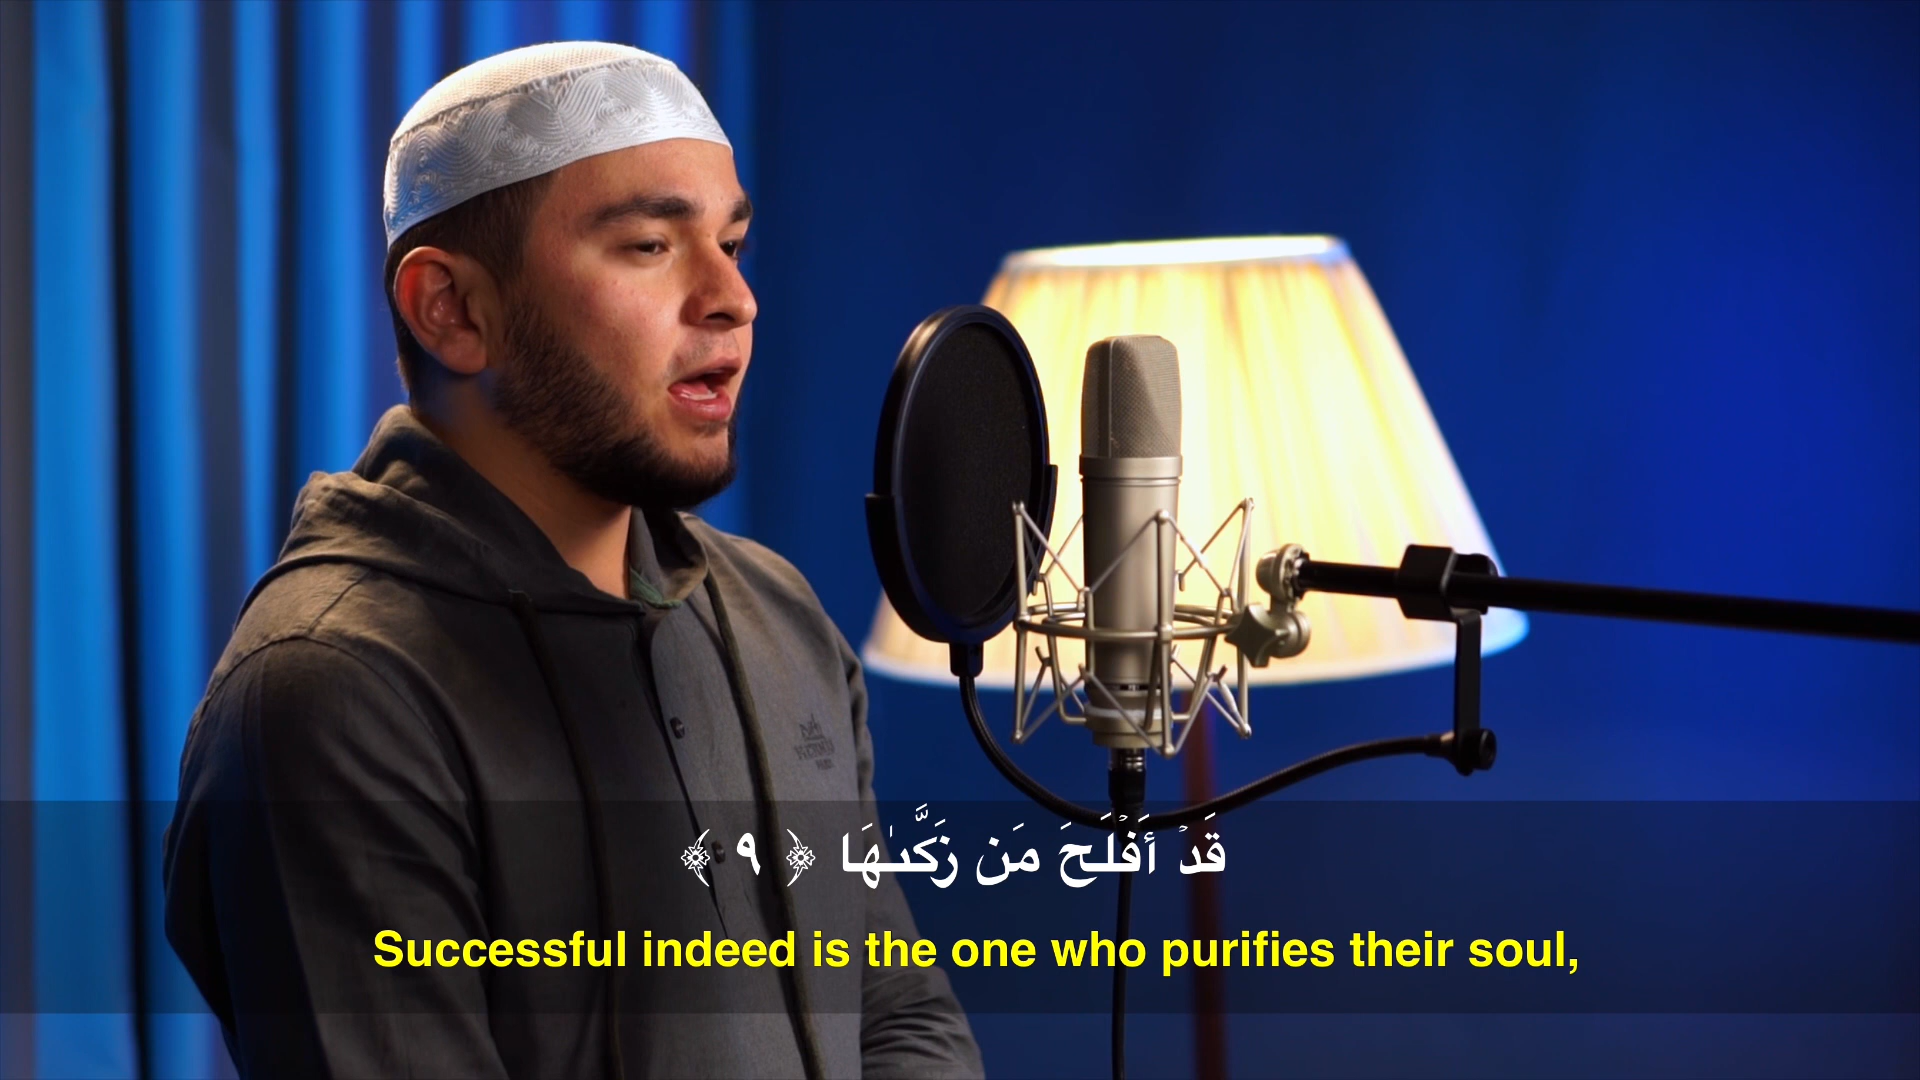 قَدْ أَفْلَحَ مَن زَكَّىٰهَا ﴿٩﴾
Successful indeed is the one who purifies their soul,